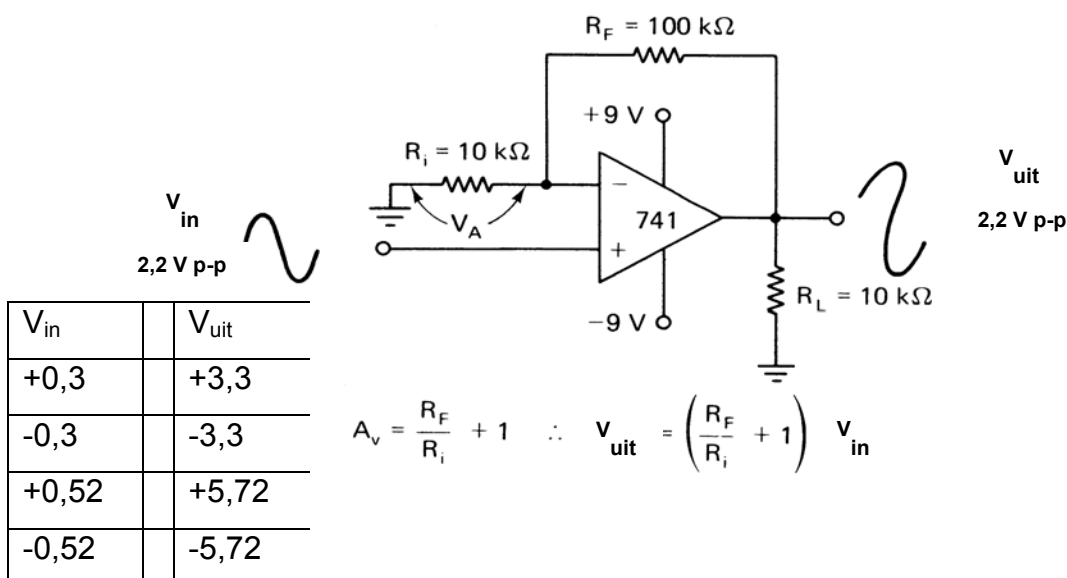 R_F = 100 kΩ
+9 V
R_i = 10 kΩ
V_A
−
+
741
−9 V
R_L = 10 kΩ
V_in
2,2 V p-p
V_uit
2,2 V p-p
V_in V_uit
+0,3 +3,3
-0,3 -3,3
+0,52 +5,72
-0,52 -5,72
A_v = R_F / R_i + 1 ∴ V_uit = (R_F / R_i + 1) V_in